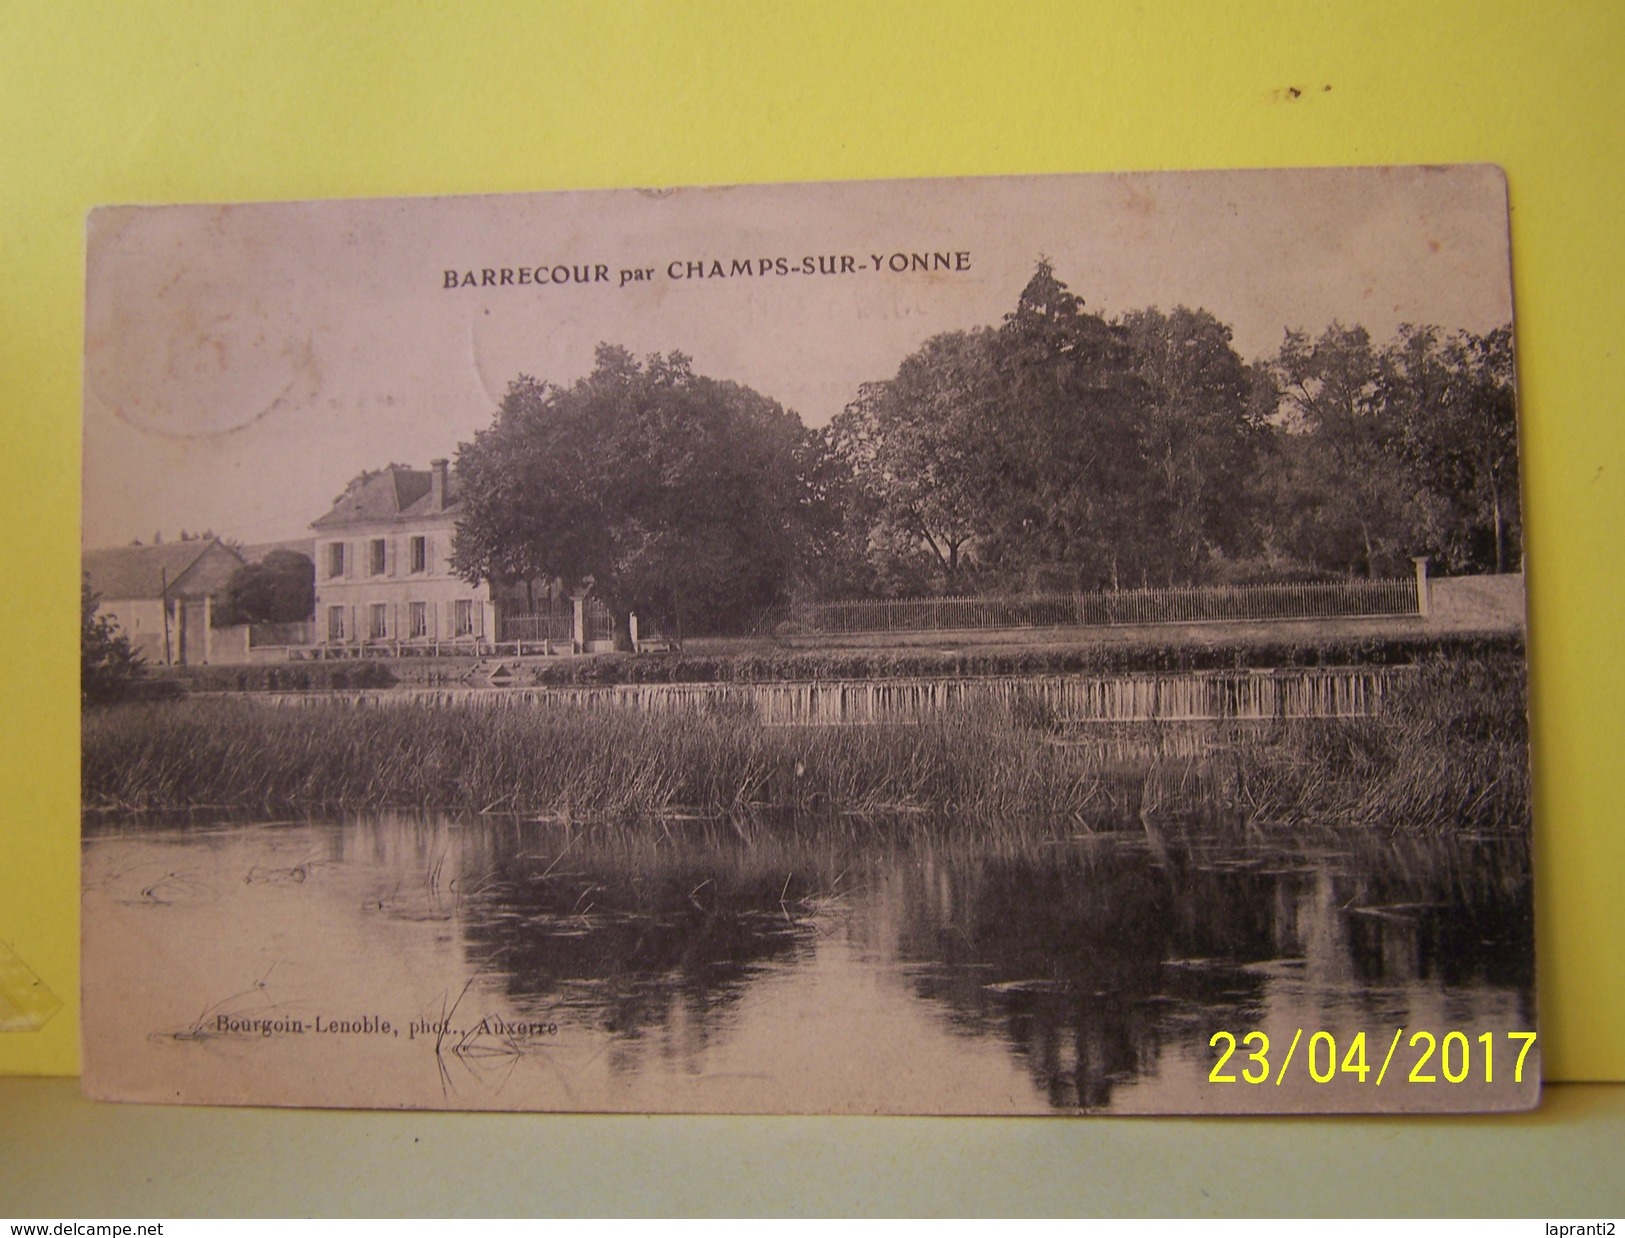 BARRECOUR par CHAMPS-SUR-YONNE
Bourgoin-Lenoble, phot., Auxerre
23/04/2017
www.delcampe.net
lapranti2